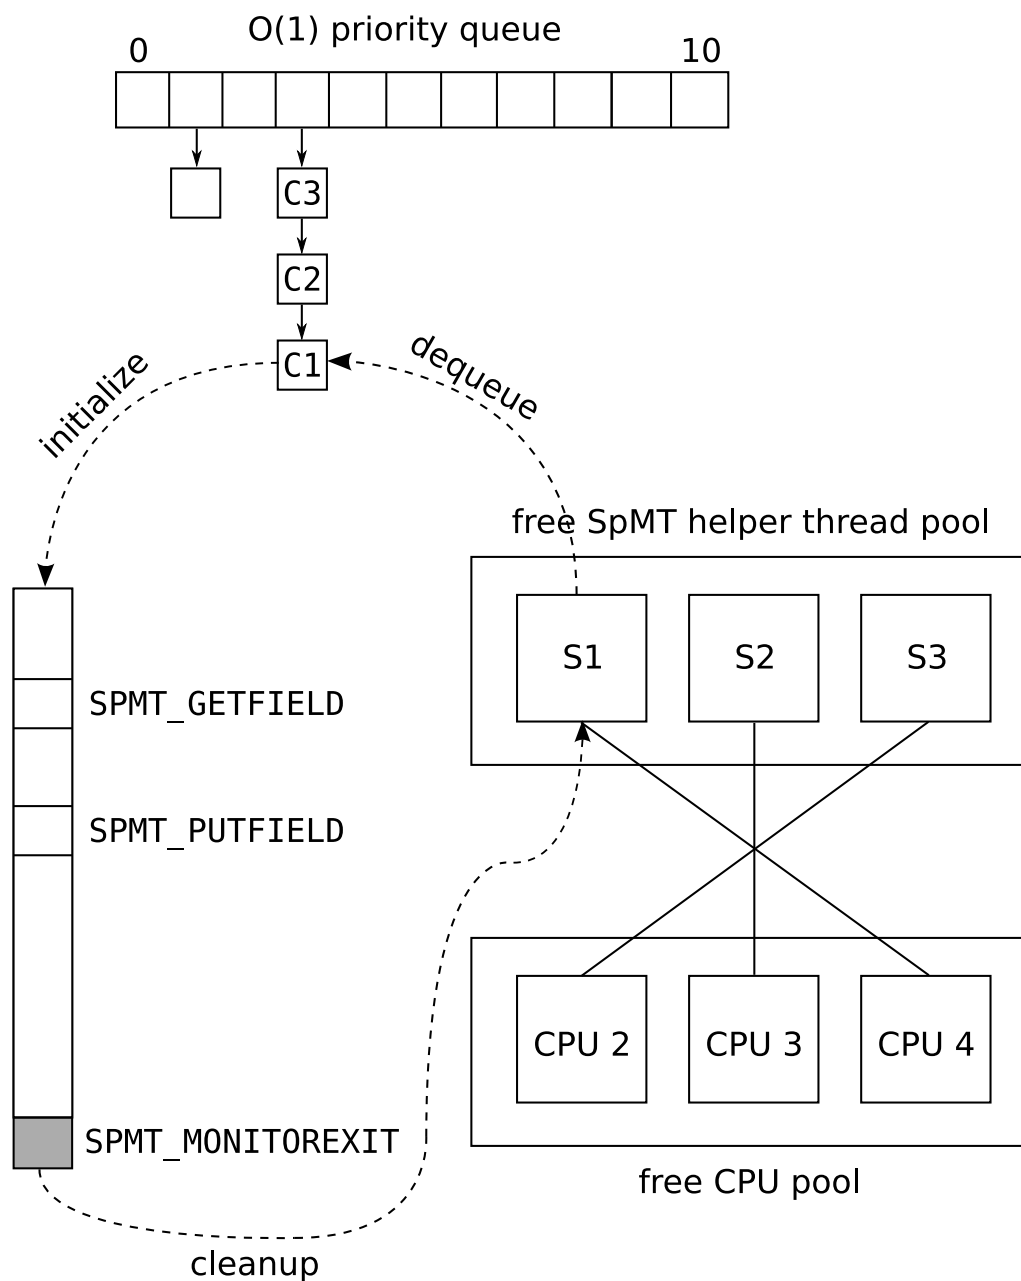 O(1) priority queue
0 10
C3
C2
C1
initialize
dequeue
free SpMT helper thread pool
S1 S2 S3
SPMT_GETFIELD
SPMT_PUTFIELD
CPU 2 CPU 3 CPU 4
SPMT_MONITOREXIT
free CPU pool
cleanup